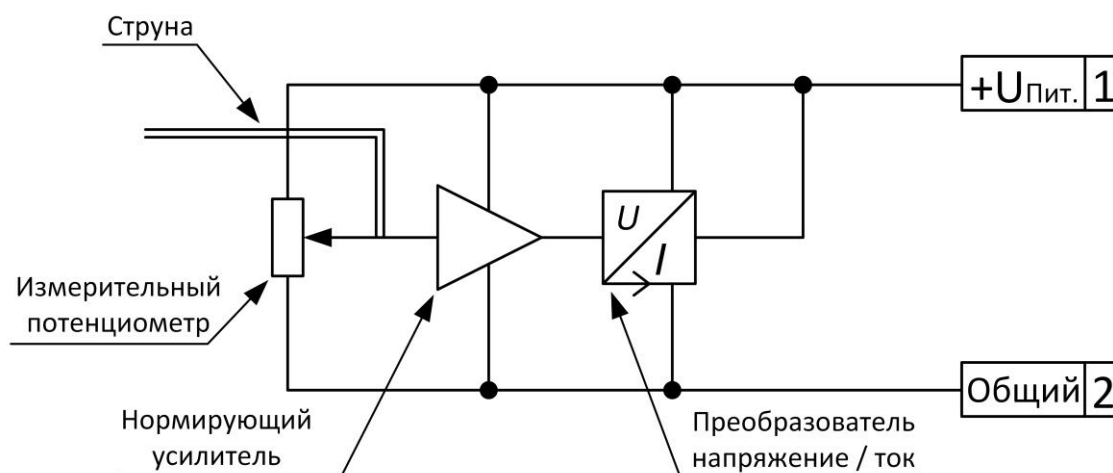 Струна
+Uпит. 1
U
I
Измерительный
потенциометр
Общий 2
Нормирующий
усилитель
Преобразователь
напряжение / ток